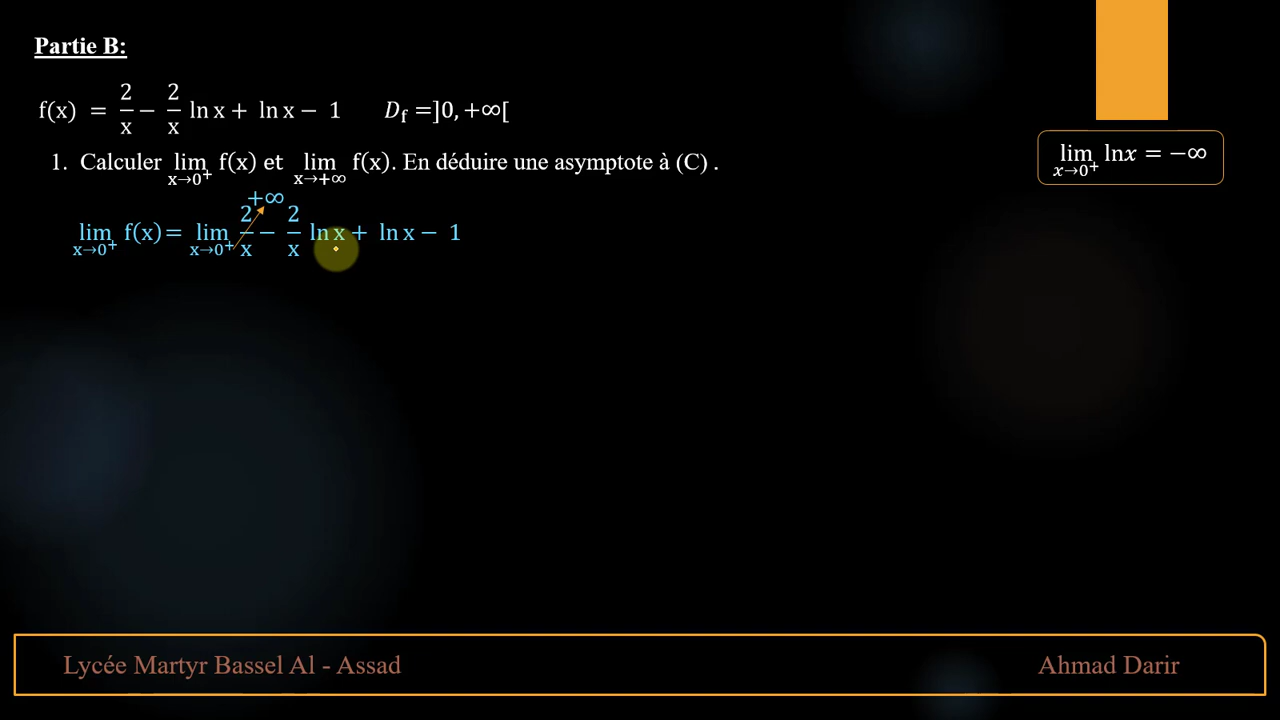 Partie B:
f(x) = 2/x − 2/x ln x + ln x − 1 D_f =]0, +∞[
1. Calculer lim_{x→0⁺} f(x) et lim_{x→+∞} f(x). En déduire une asymptote à (C) .
lim_{x→0⁺} lnx = −∞
+∞
lim_{x→0⁺} f(x) = lim_{x→0⁺} 2/x − 2/x ln x + ln x − 1
Lycée Martyr Bassel Al - Assad
Ahmad Darir